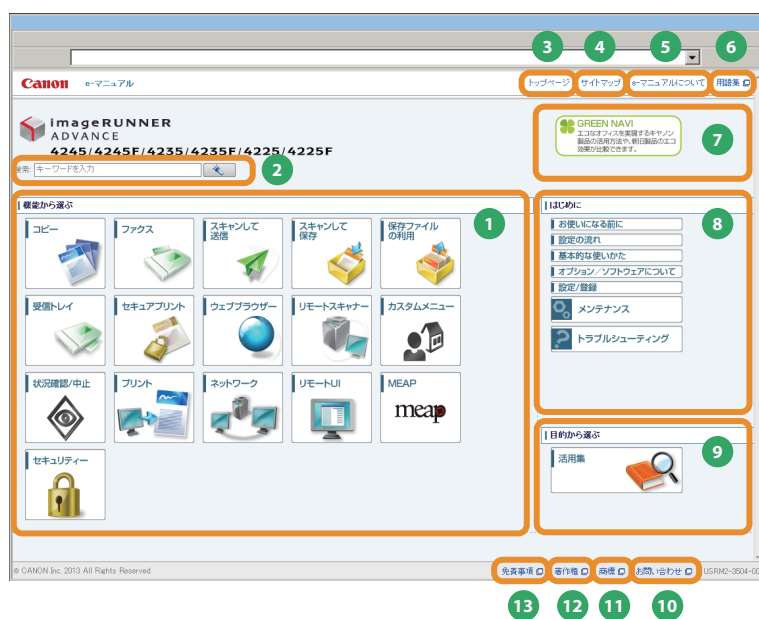 3 4 5 6
Canon e-マニュアル トップページ サイトマップ e-マニュアルについて 用語集
imageRUNNER
ADVANCE
4245/4245F/4235/4235F/4225/4225F
GREEN NAVI
エコなオフィスを実現するキヤノン
製品の活用方法や、朝日製品のエコ
効果が比較できます。
7
検索: キーワードを入力
2
機能から選ぶ
1
コピー
ファクス
スキャンして
送信
スキャンして
保存
保存ファイル
の利用
受信トレイ
セキュアプリント
ウェブブラウザー
リモートスキャナー
カスタムメニュー
状況確認/中止
プリント
ネットワーク
リモートUI
MEAP
meap
セキュリティー
はじめに
8
お使いになる前に
設定の流れ
基本的な使いかた
オプション/ソフトウェアについて
設定/登録
メンテナンス
トラブルシューティング
目的から選ぶ
9
活用集
© CANON Inc. 2013 All Rights Reserved 免責事項 著作権 商標 お問い合わせ USRM2-3504-00
13 12 11 10